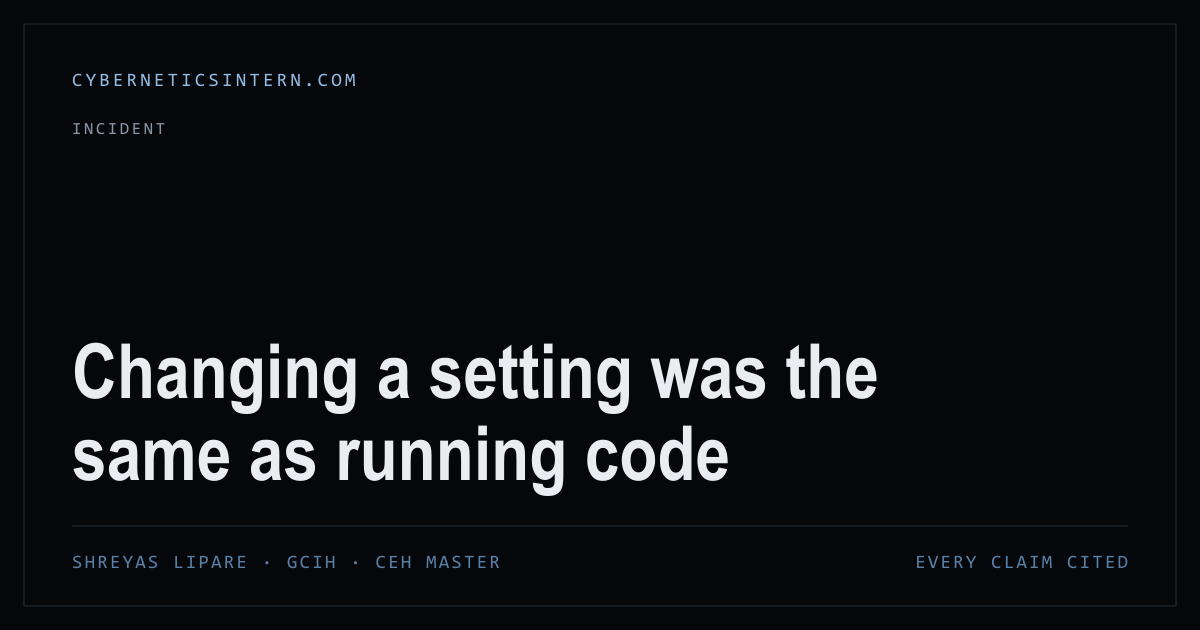 CYBERNETICSINTERN.COM
INCIDENT
Changing a setting was the
same as running code
SHREYAS LIPARE · GCIH · CEH MASTER
EVERY CLAIM CITED